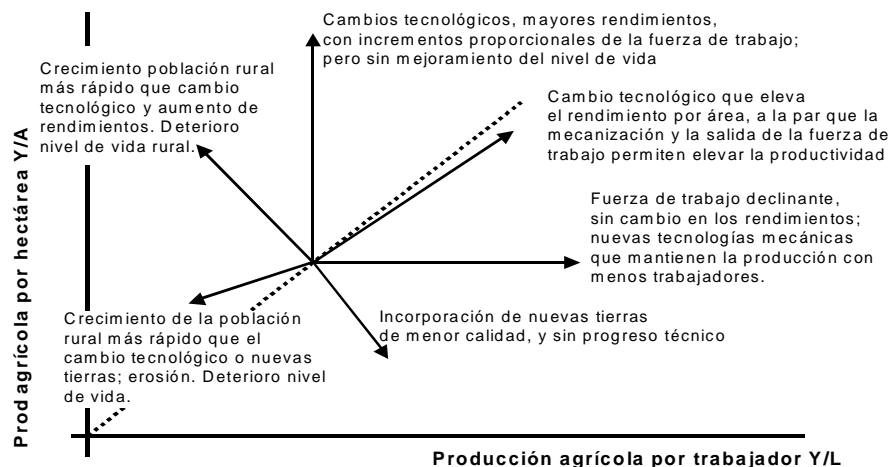 Cambios tecnológicos, mayores rendimientos,
con incrementos proporcionales de la fuerza de trabajo;
pero sin mejoramiento del nivel de vida
Crecimiento población rural
más rápido que cambio
tecnológico y aumento de
rendimientos. Deterioro
nivel de vida rural.
Cambio tecnológico que eleva
el rendimiento por área, a la par que la
mecanización y la salida de la fuerza de
trabajo permiten elevar la productividad
Fuerza de trabajo declinante,
sin cambio en los rendimientos;
nuevas tecnologías mecánicas
que mantienen la producción con
menos trabajadores.
Crecimiento de la población
rural más rápido que el
cambio tecnológico o nuevas
tierras; erosión. Deterioro nivel
de vida.
Incorporación de nuevas tierras
de menor calidad, y sin progreso técnico
Prod agrícola por hectárea Y/A
Producción agrícola por trabajador Y/L